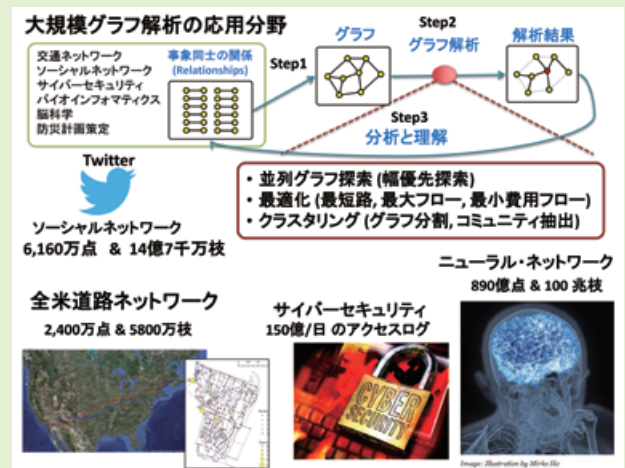 大規模グラフ解析の応用分野
交通ネットワーク
ソーシャルネットワーク
サイバーセキュリティ
バイオインフォマティクス
脳科学
防災計画策定
事象同士の関係
(Relationships)
Step1
グラフ
Step2
グラフ解析
解析結果
Step3
分析と理解
• 並列グラフ探索 (幅優先探索)
• 最適化 (最短路, 最大フロー, 最小費用フロー)
• クラスタリング (グラフ分割, コミュニティ抽出)
Twitter
ソーシャルネットワーク
6,160万点 & 14億7千万枝
全米道路ネットワーク
2,400万点 & 5800万枝
サイバーセキュリティ
150億/日 のアクセスログ
CYBER
SECURITY
ニューラル・ネットワーク
890億点 & 100 兆枝
Image: Illustration by Mirko Ilic